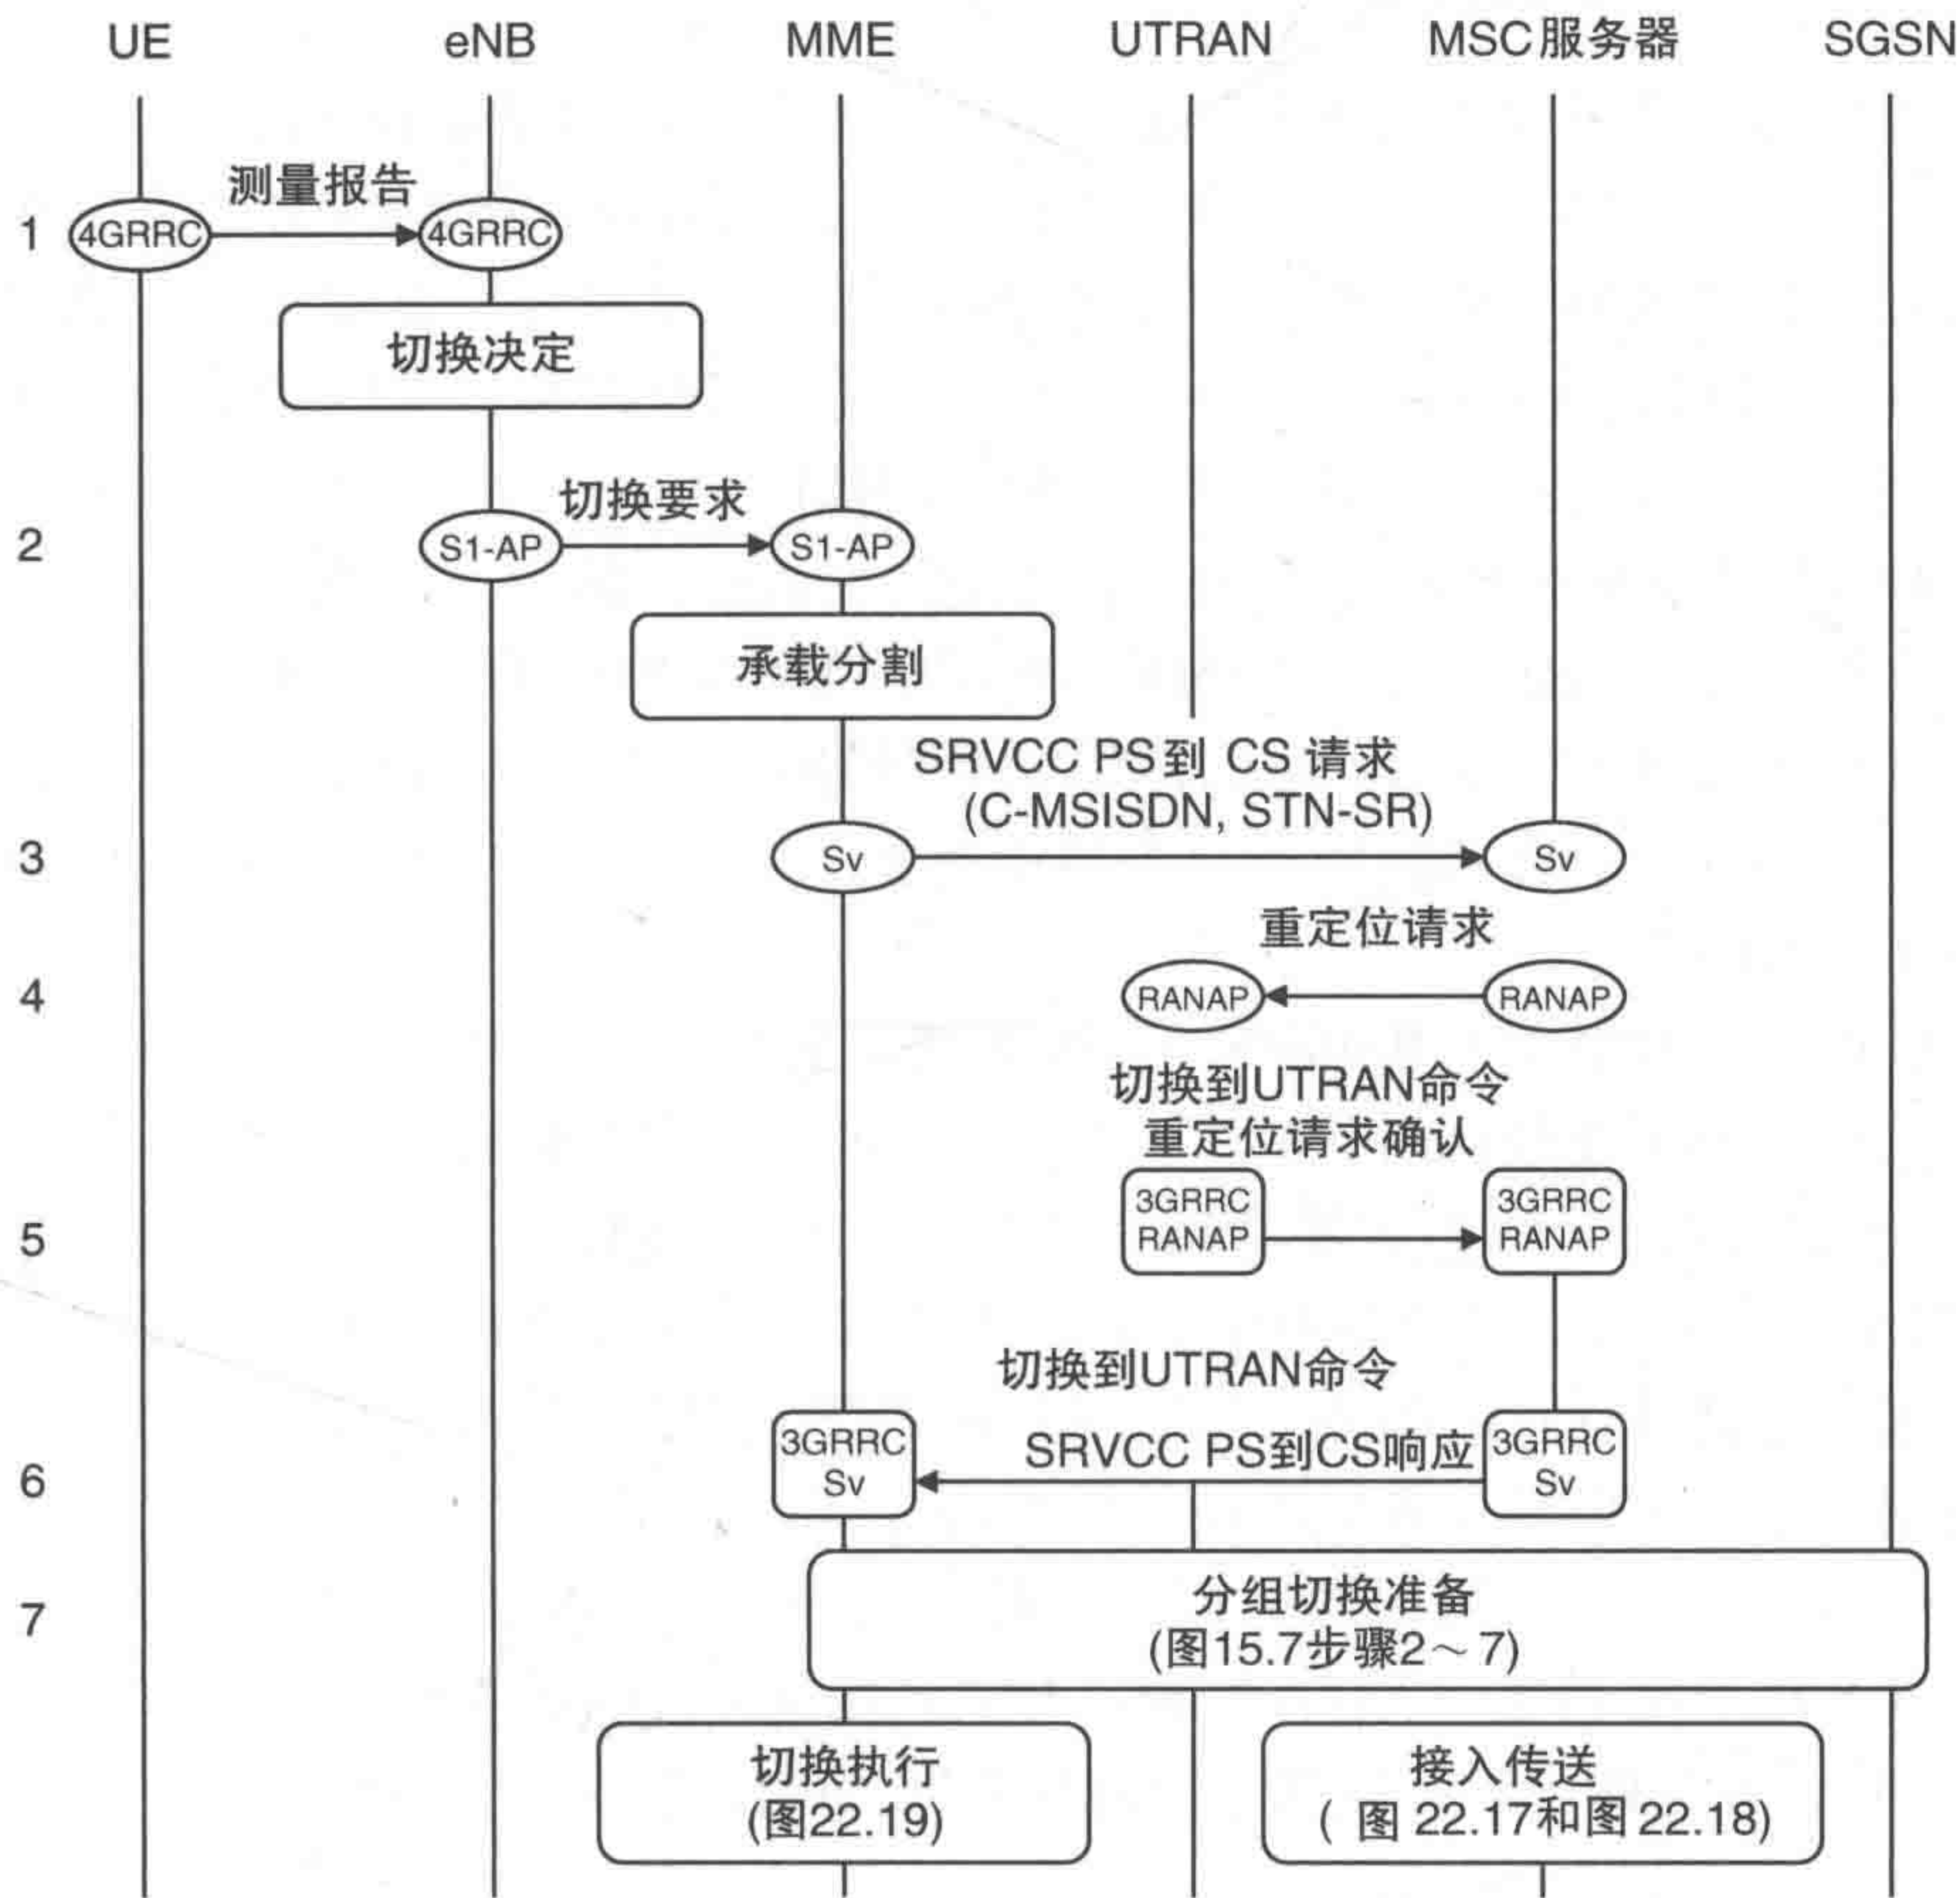 UE eNB MME UTRAN MSC服务器 SGSN
测量报告
1 4GRRC 4GRRC
切换决定
切换要求
2 S1-AP S1-AP
承载分割
SRVCC PS到 CS 请求
(C-MSISDN, STN-SR)
3 Sv Sv
重定位请求
4 RANAP RANAP
切换到UTRAN命令
重定位请求确认
3GRRC 3GRRC
5 RANAP RANAP
切换到UTRAN命令
3GRRC SRVCC PS到CS响应 3GRRC
6 Sv Sv
分组切换准备
7 (图15.7步骤2～7)
切换执行 接入传送
(图22.19) ( 图 22.17和图 22.18)